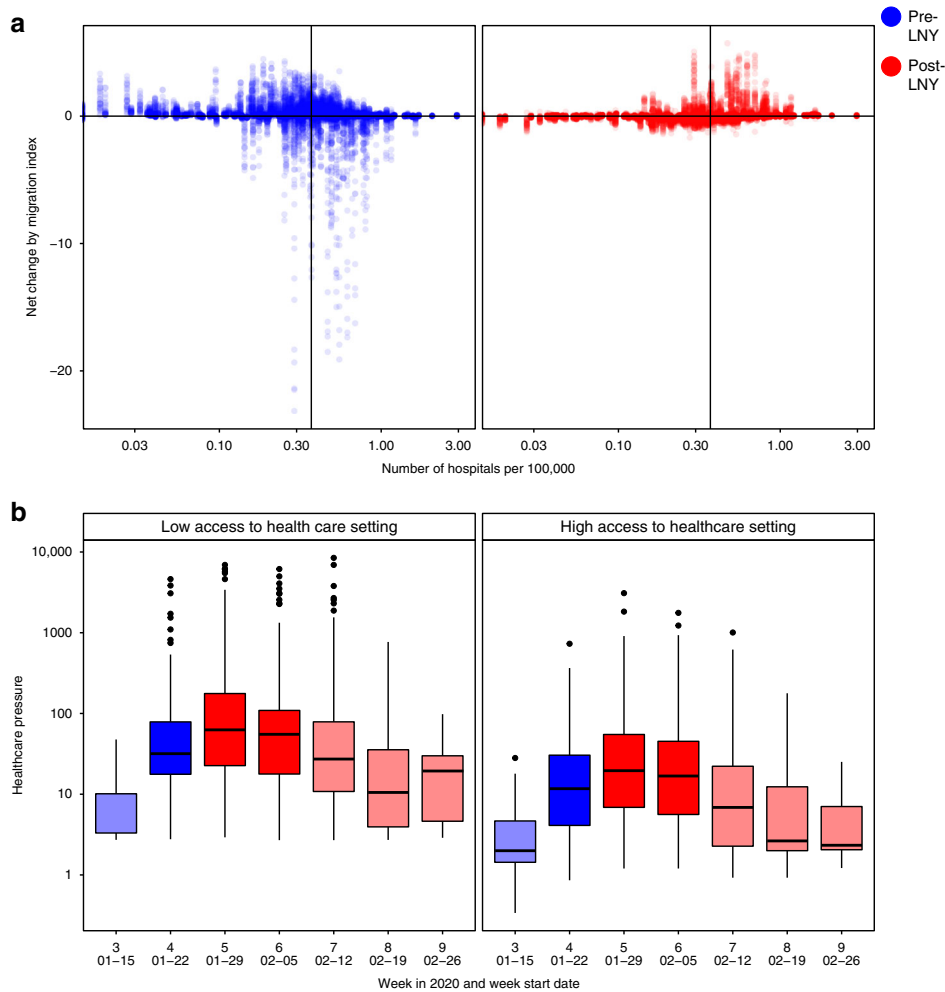 a
Pre-
LNY
Post-
LNY
Net change by migration index
0
−10
−20
0.03 0.10 0.30 1.00 3.00
0.03 0.10 0.30 1.00 3.00
Number of hospitals per 100,000
b
Low access to health care setting
High access to healthcare setting
Healthcare pressure
10,000
1000
100
10
1
3 4 5 6 7 8 9
01–15 01–22 01–29 02–05 02–12 02–19 02–26
3 4 5 6 7 8 9
01–15 01–22 01–29 02–05 02–12 02–19 02–26
Week in 2020 and week start date